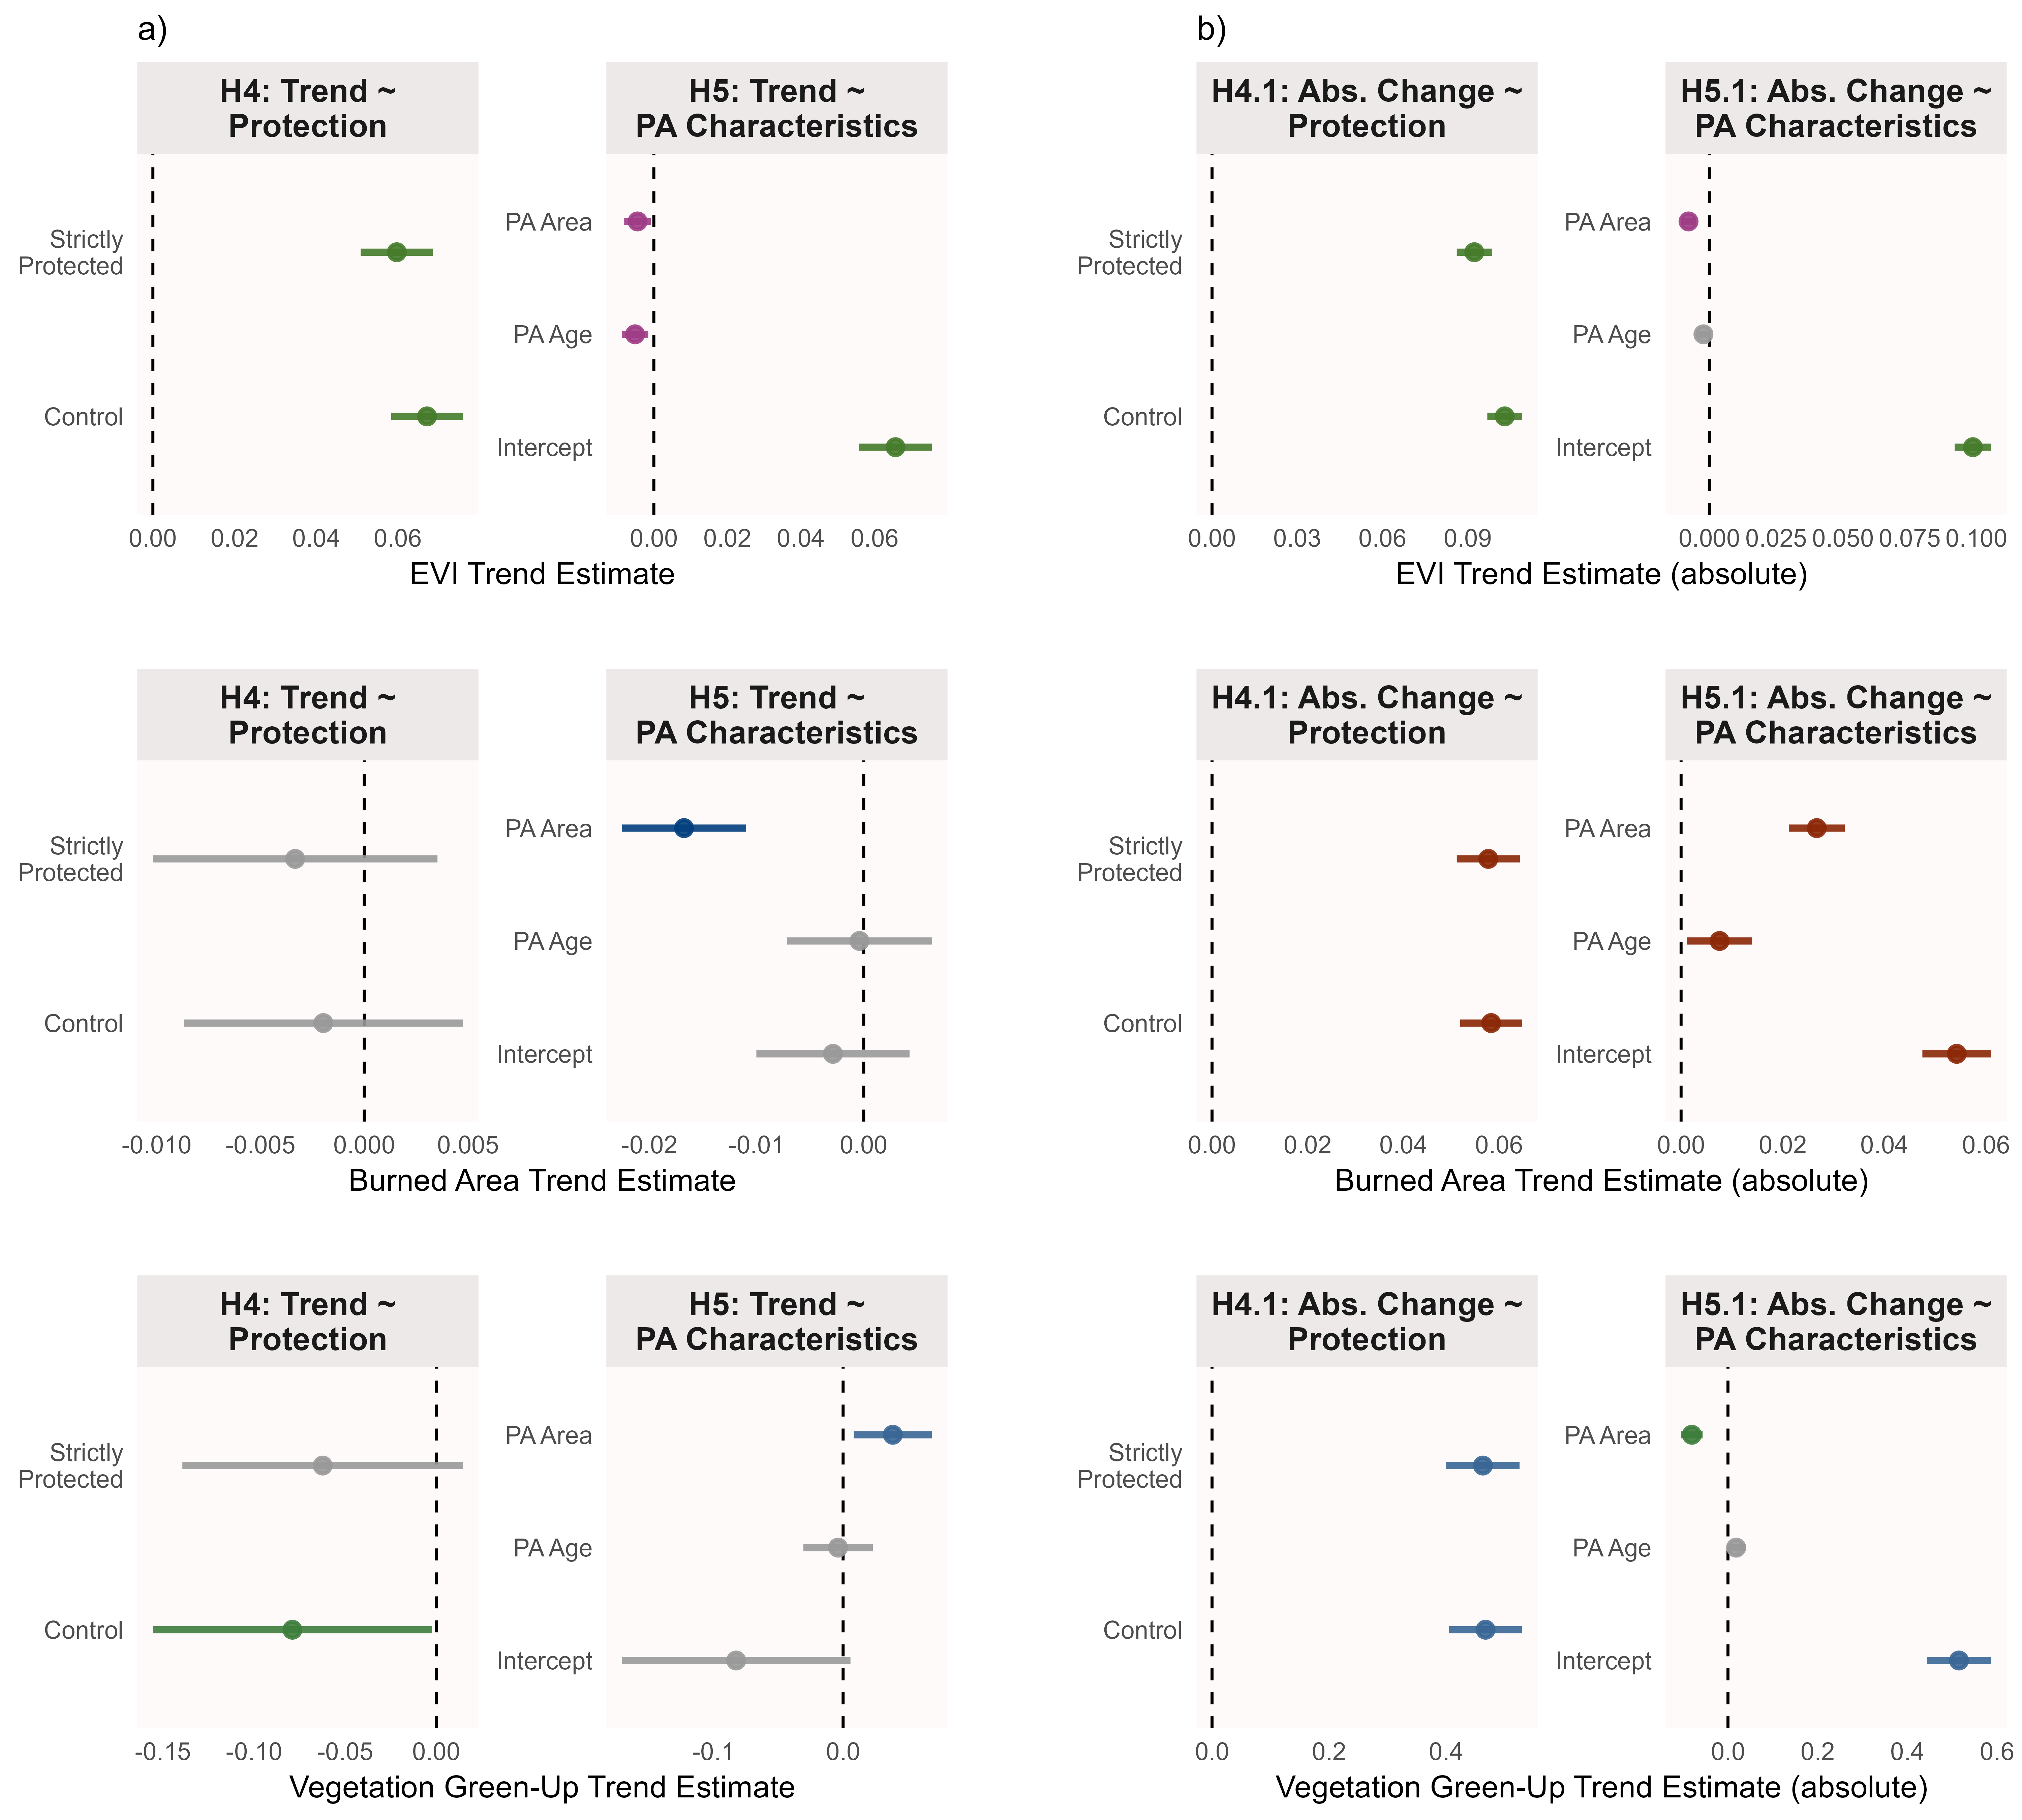 a)
b)
H4: Trend ~
Protection
H5: Trend ~
PA Characteristics
H4.1: Abs. Change ~
Protection
H5.1: Abs. Change ~
PA Characteristics
Strictly
Protected
Control
0.00 0.02 0.04 0.06
PA Area
PA Age
Intercept
0.00 0.02 0.04 0.06
EVI Trend Estimate
Strictly
Protected
Control
0.00 0.03 0.06 0.09
PA Area
PA Age
Intercept
0.000 0.025 0.050 0.075 0.100
EVI Trend Estimate (absolute)
H4: Trend ~
Protection
H5: Trend ~
PA Characteristics
H4.1: Abs. Change ~
Protection
H5.1: Abs. Change ~
PA Characteristics
Strictly
Protected
Control
-0.010 -0.005 0.000 0.005
PA Area
PA Age
Intercept
-0.02 -0.01 0.00
Burned Area Trend Estimate
Strictly
Protected
Control
0.00 0.02 0.04 0.06
PA Area
PA Age
Intercept
0.00 0.02 0.04 0.06
Burned Area Trend Estimate (absolute)
H4: Trend ~
Protection
H5: Trend ~
PA Characteristics
H4.1: Abs. Change ~
Protection
H5.1: Abs. Change ~
PA Characteristics
Strictly
Protected
Control
-0.15 -0.10 -0.05 0.00
PA Area
PA Age
Intercept
-0.1 0.0
Vegetation Green-Up Trend Estimate
Strictly
Protected
Control
0.0 0.2 0.4
PA Area
PA Age
Intercept
0.0 0.2 0.4 0.6
Vegetation Green-Up Trend Estimate (absolute)